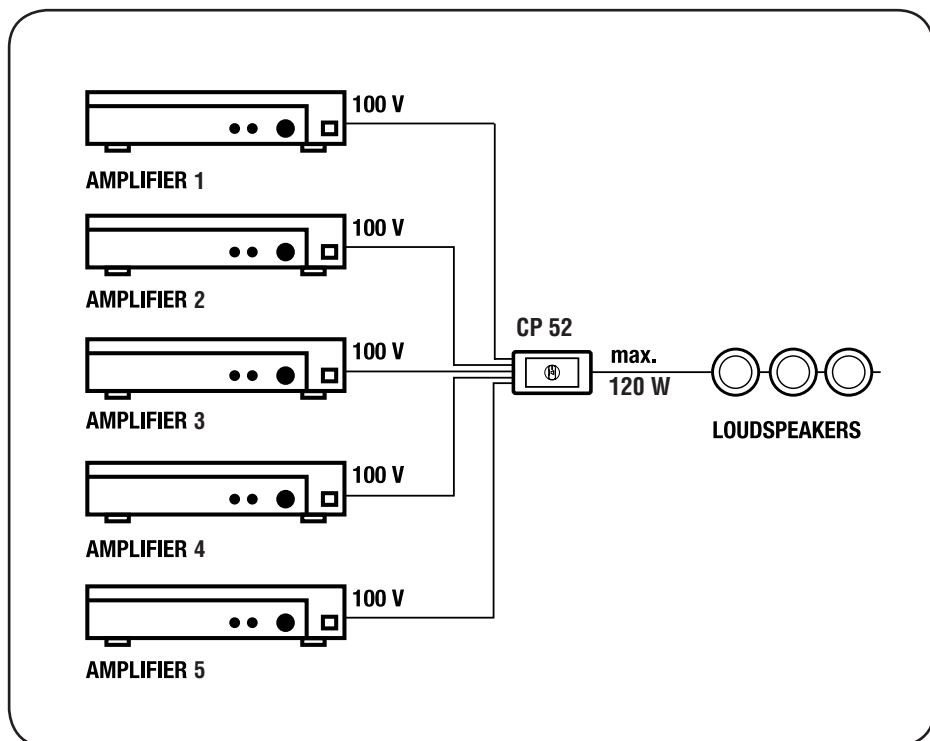 100 V
AMPLIFIER 1
100 V
AMPLIFIER 2
CP 52
100 V
max.
120 W
AMPLIFIER 3
LOUDSPEAKERS
100 V
AMPLIFIER 4
100 V
AMPLIFIER 5